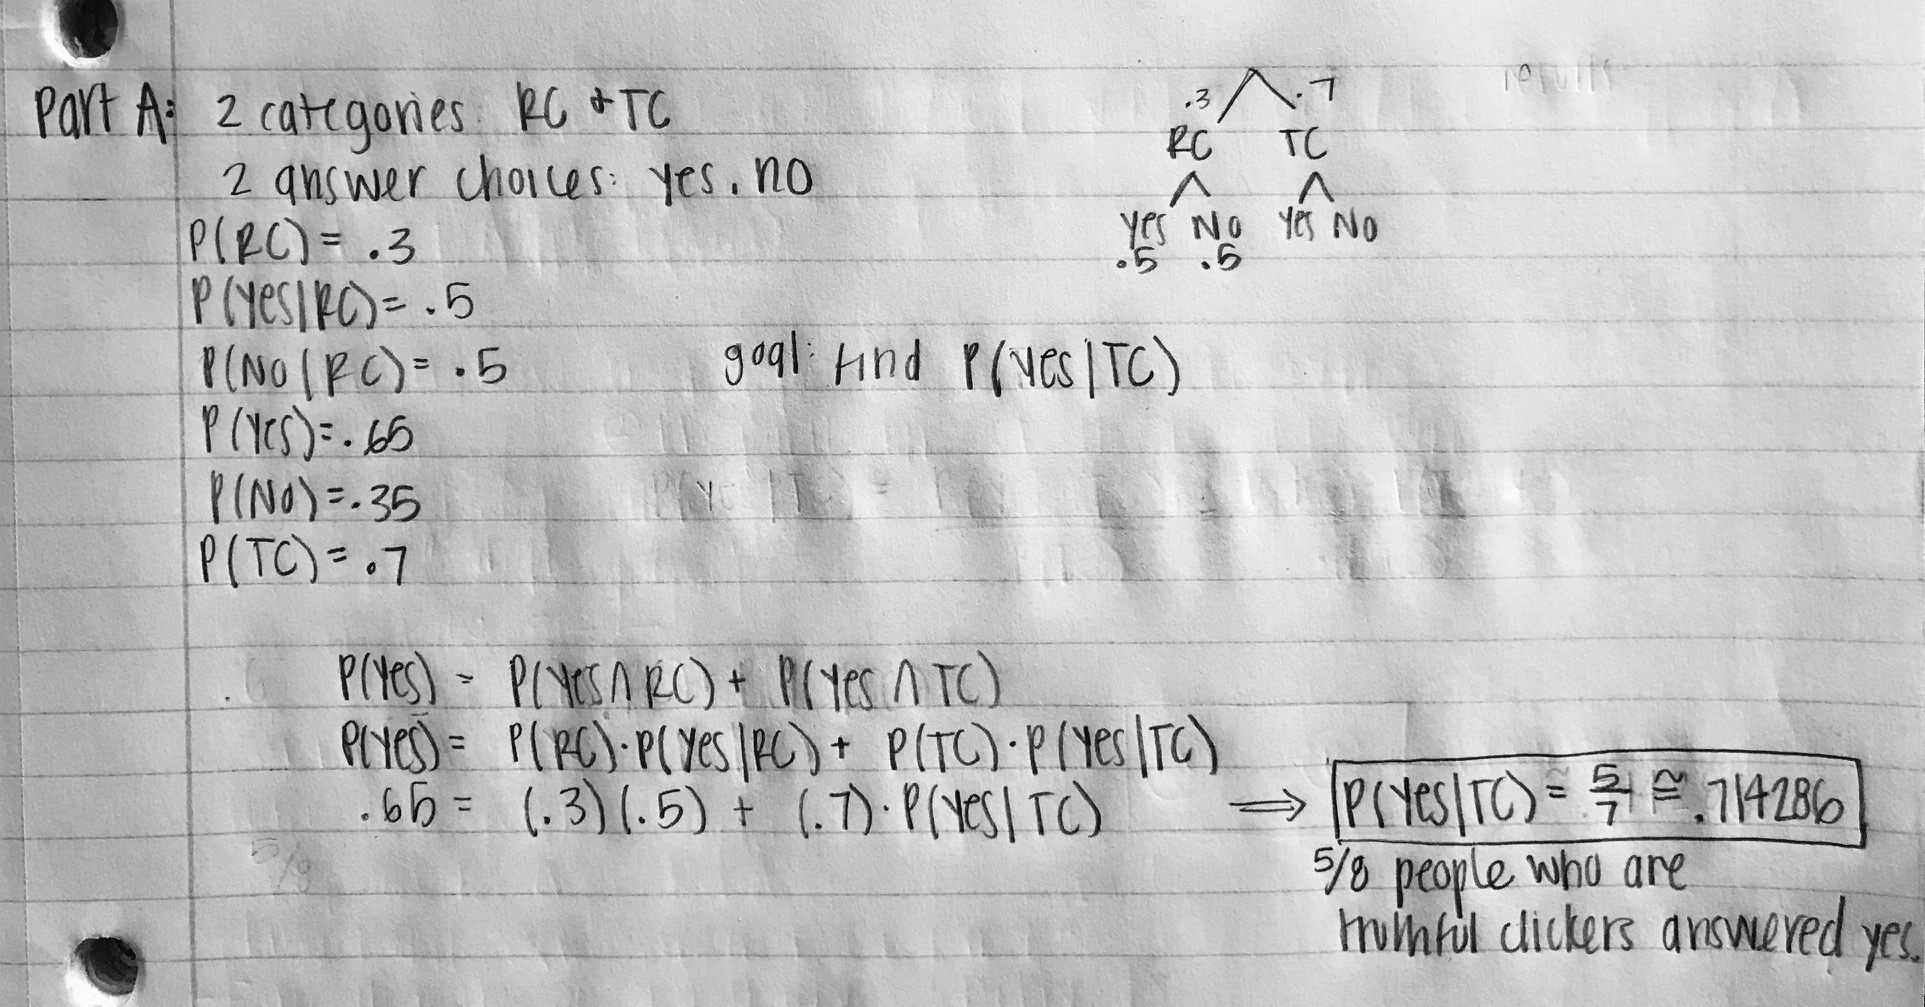 Part A: 2 categories: RC + TC
2 answer choices: yes, no
P(RC) = .3
P(Yes|RC) = .5
P(NO|RC) = .5
P(Yes) = .65
P(NO) = .35
P(TC) = .7
.3 .7
RC TC
Yes No Yes No
.5 .5
results
goal: find P(Yes|TC)
P(Yes|TC) =
P(Yes) = P(Yes∩RC) + P(Yes∩TC)
P(Yes) = P(RC)·P(Yes|RC) + P(TC)·P(Yes|TC)
.65 = (.3)(.5) + (.7)·P(Yes|TC) ⟹ P(Yes|TC) = 5/7 ≅ .714286
5/8 people who are
truthful clickers answered yes.